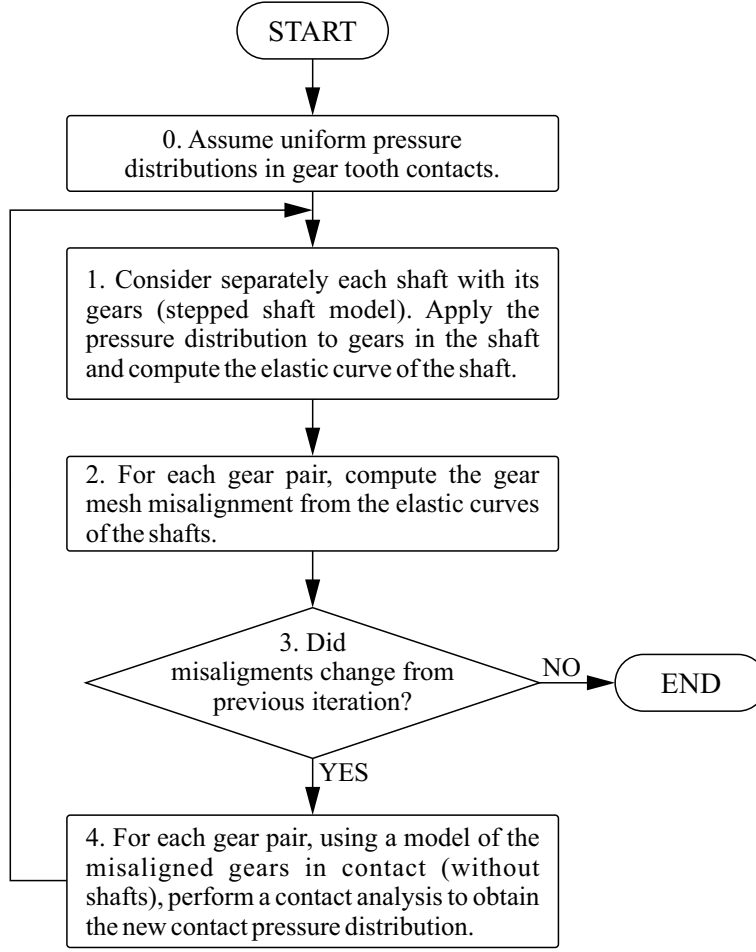 START
0. Assume uniform pressure
distributions in gear tooth contacts.
1. Consider separately each shaft with its
gears (stepped shaft model). Apply the
pressure distribution to gears in the shaft
and compute the elastic curve of the shaft.
2. For each gear pair, compute the gear
mesh misalignment from the elastic curves
of the shafts.
3. Did
misaligments change from
previous iteration?
NO
END
YES
4. For each gear pair, using a model of the
misaligned gears in contact (without
shafts), perform a contact analysis to obtain
the new contact pressure distribution.